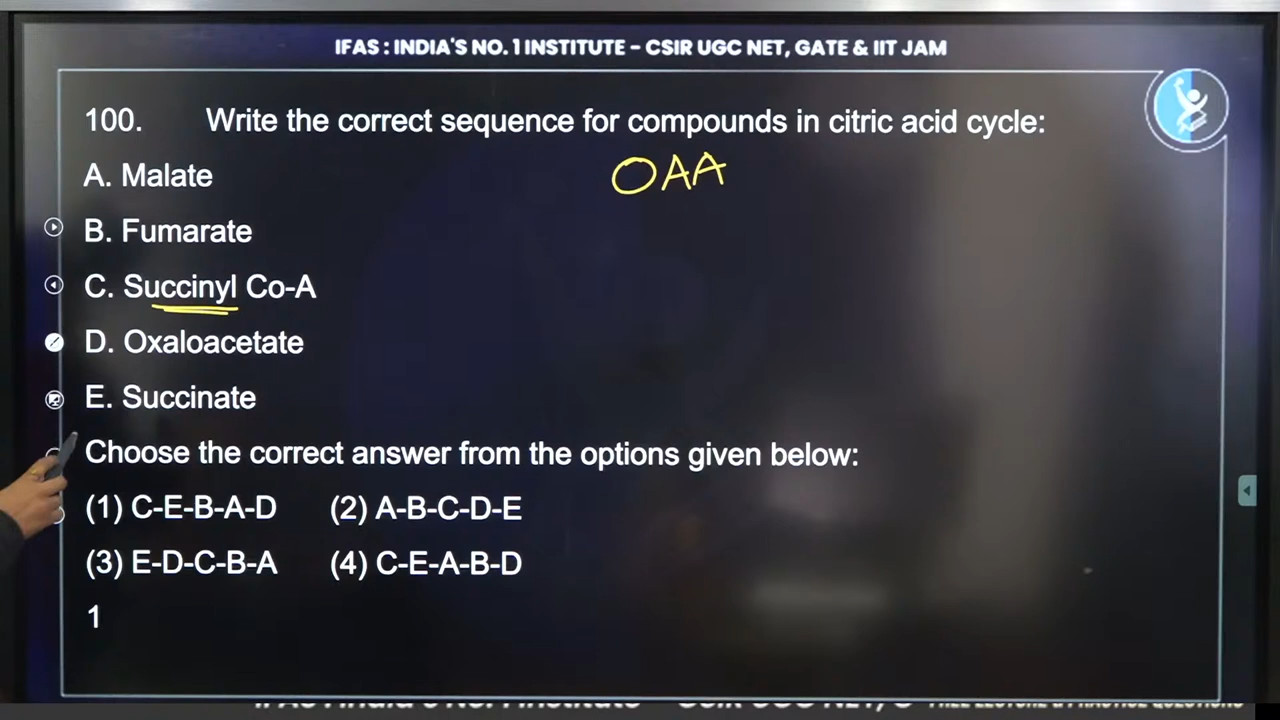 IFAS : INDIA'S NO. 1 INSTITUTE – CSIR UGC NET, GATE & IIT JAM
100. Write the correct sequence for compounds in citric acid cycle:
OAA
A. Malate
B. Fumarate
C. Succinyl Co-A
D. Oxaloacetate
E. Succinate
Choose the correct answer from the options given below:
(1) C-E-B-A-D (2) A-B-C-D-E
(3) E-D-C-B-A (4) C-E-A-B-D
1